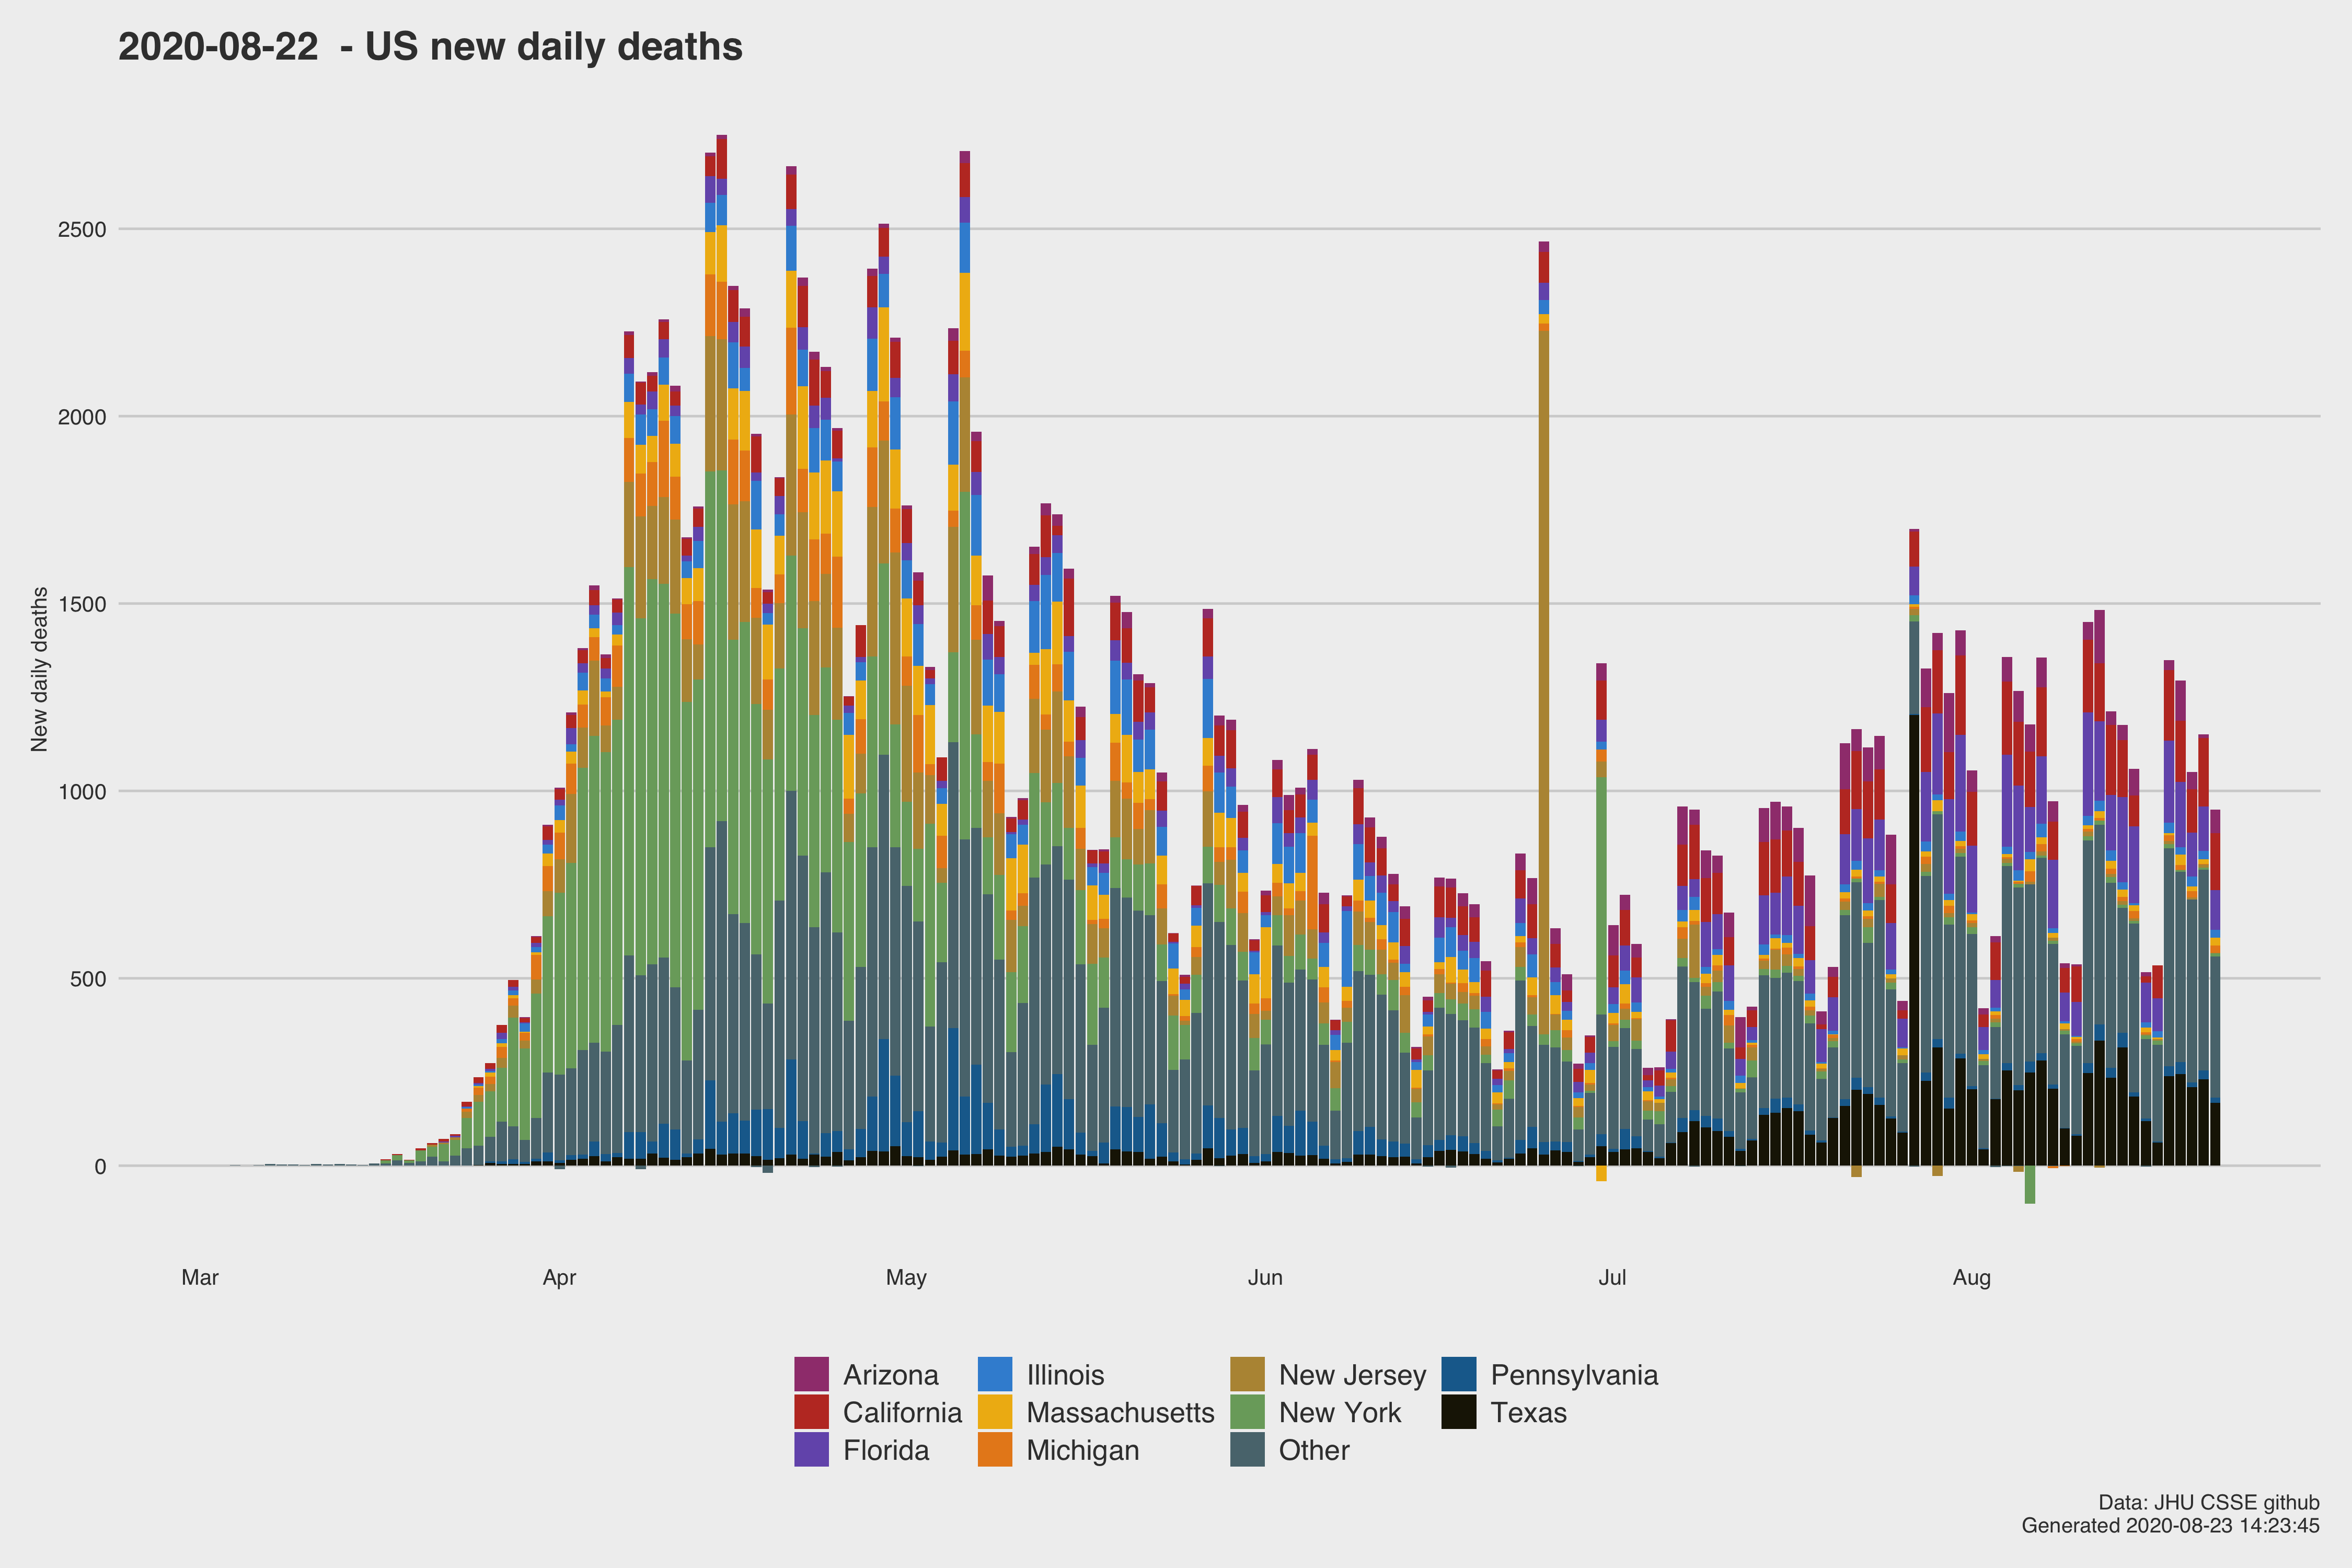 2020-08-22  - US new daily deaths
New daily deaths
2500
2000
1500
1000
500
0
Mar Apr May Jun Jul Aug
Arizona Illinois New Jersey Pennsylvania
California Massachusetts New York Texas
Florida Michigan Other
Data: JHU CSSE github
Generated 2020-08-23 14:23:45